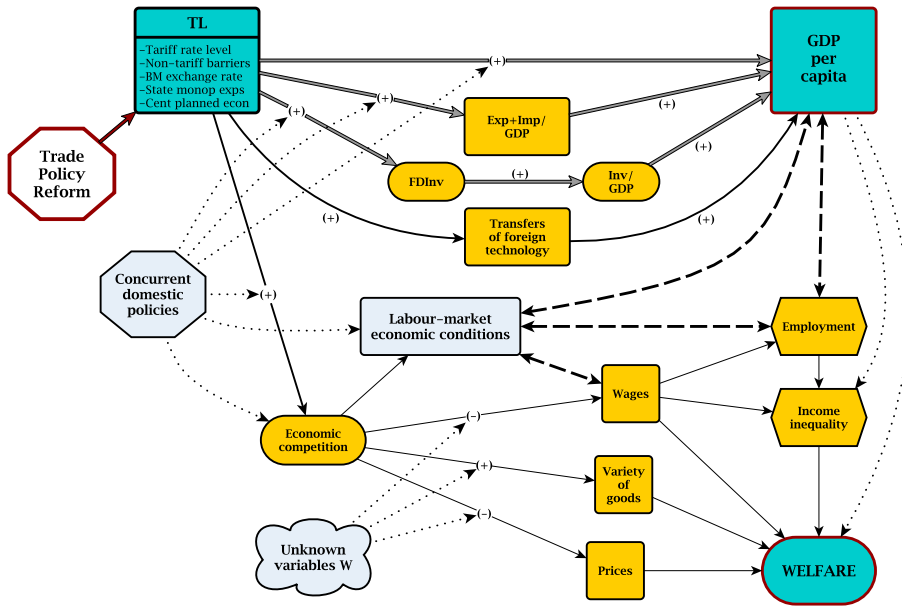 TL
–Tariff rate level
–Non–tariff barriers
–BM exchange rate
–State monop exps
–Cent planned econ
GDP
per
capita
(+)
(+)
(+)
Exp+Imp/
GDP
(+)
Trade
Policy
Reform
FDInv
(+)
Inv/
GDP
(+)
(+)
Transfers
of foreign
technology
(+)
Concurrent
domestic
policies
(+)
Labour–market
economic conditions
Employment
Wages
Income
inequality
Economic
competition
(–)
(+)
(–)
Variety
of
goods
Unknown
variables W
Prices
WELFARE